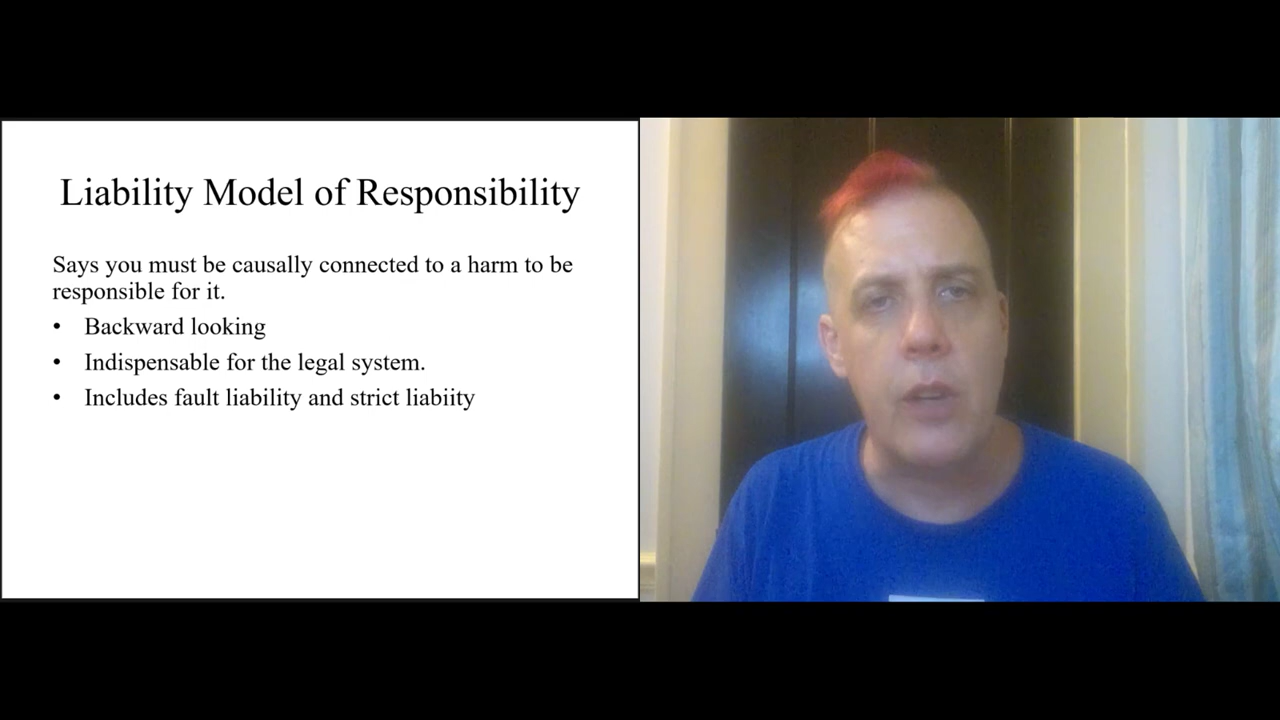 Liability Model of Responsibility
Says you must be causally connected to a harm to be
responsible for it.
• Backward looking
• Indispensable for the legal system.
• Includes fault liability and strict liabiity